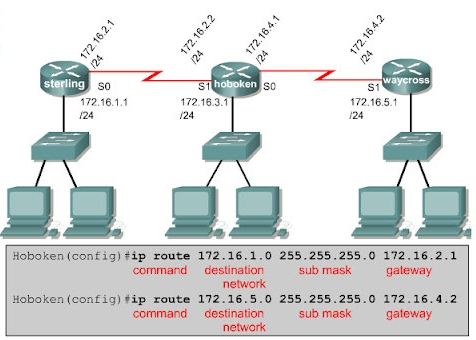 172.16.2.1
/24
172.16.2.2
/24
172.16.4.1
/24
172.16.4.2
/24
sterling
S0
172.16.1.1
/24
hoboken
S1
S0
172.16.3.1
/24
waycross
S1
172.16.5.1
/24
Hoboken(config)#ip route 172.16.1.0 255.255.255.0 172.16.2.1
command destination sub mask gateway
network
Hoboken(config)#ip route 172.16.5.0 255.255.255.0 172.16.4.2
command destination sub mask gateway
network